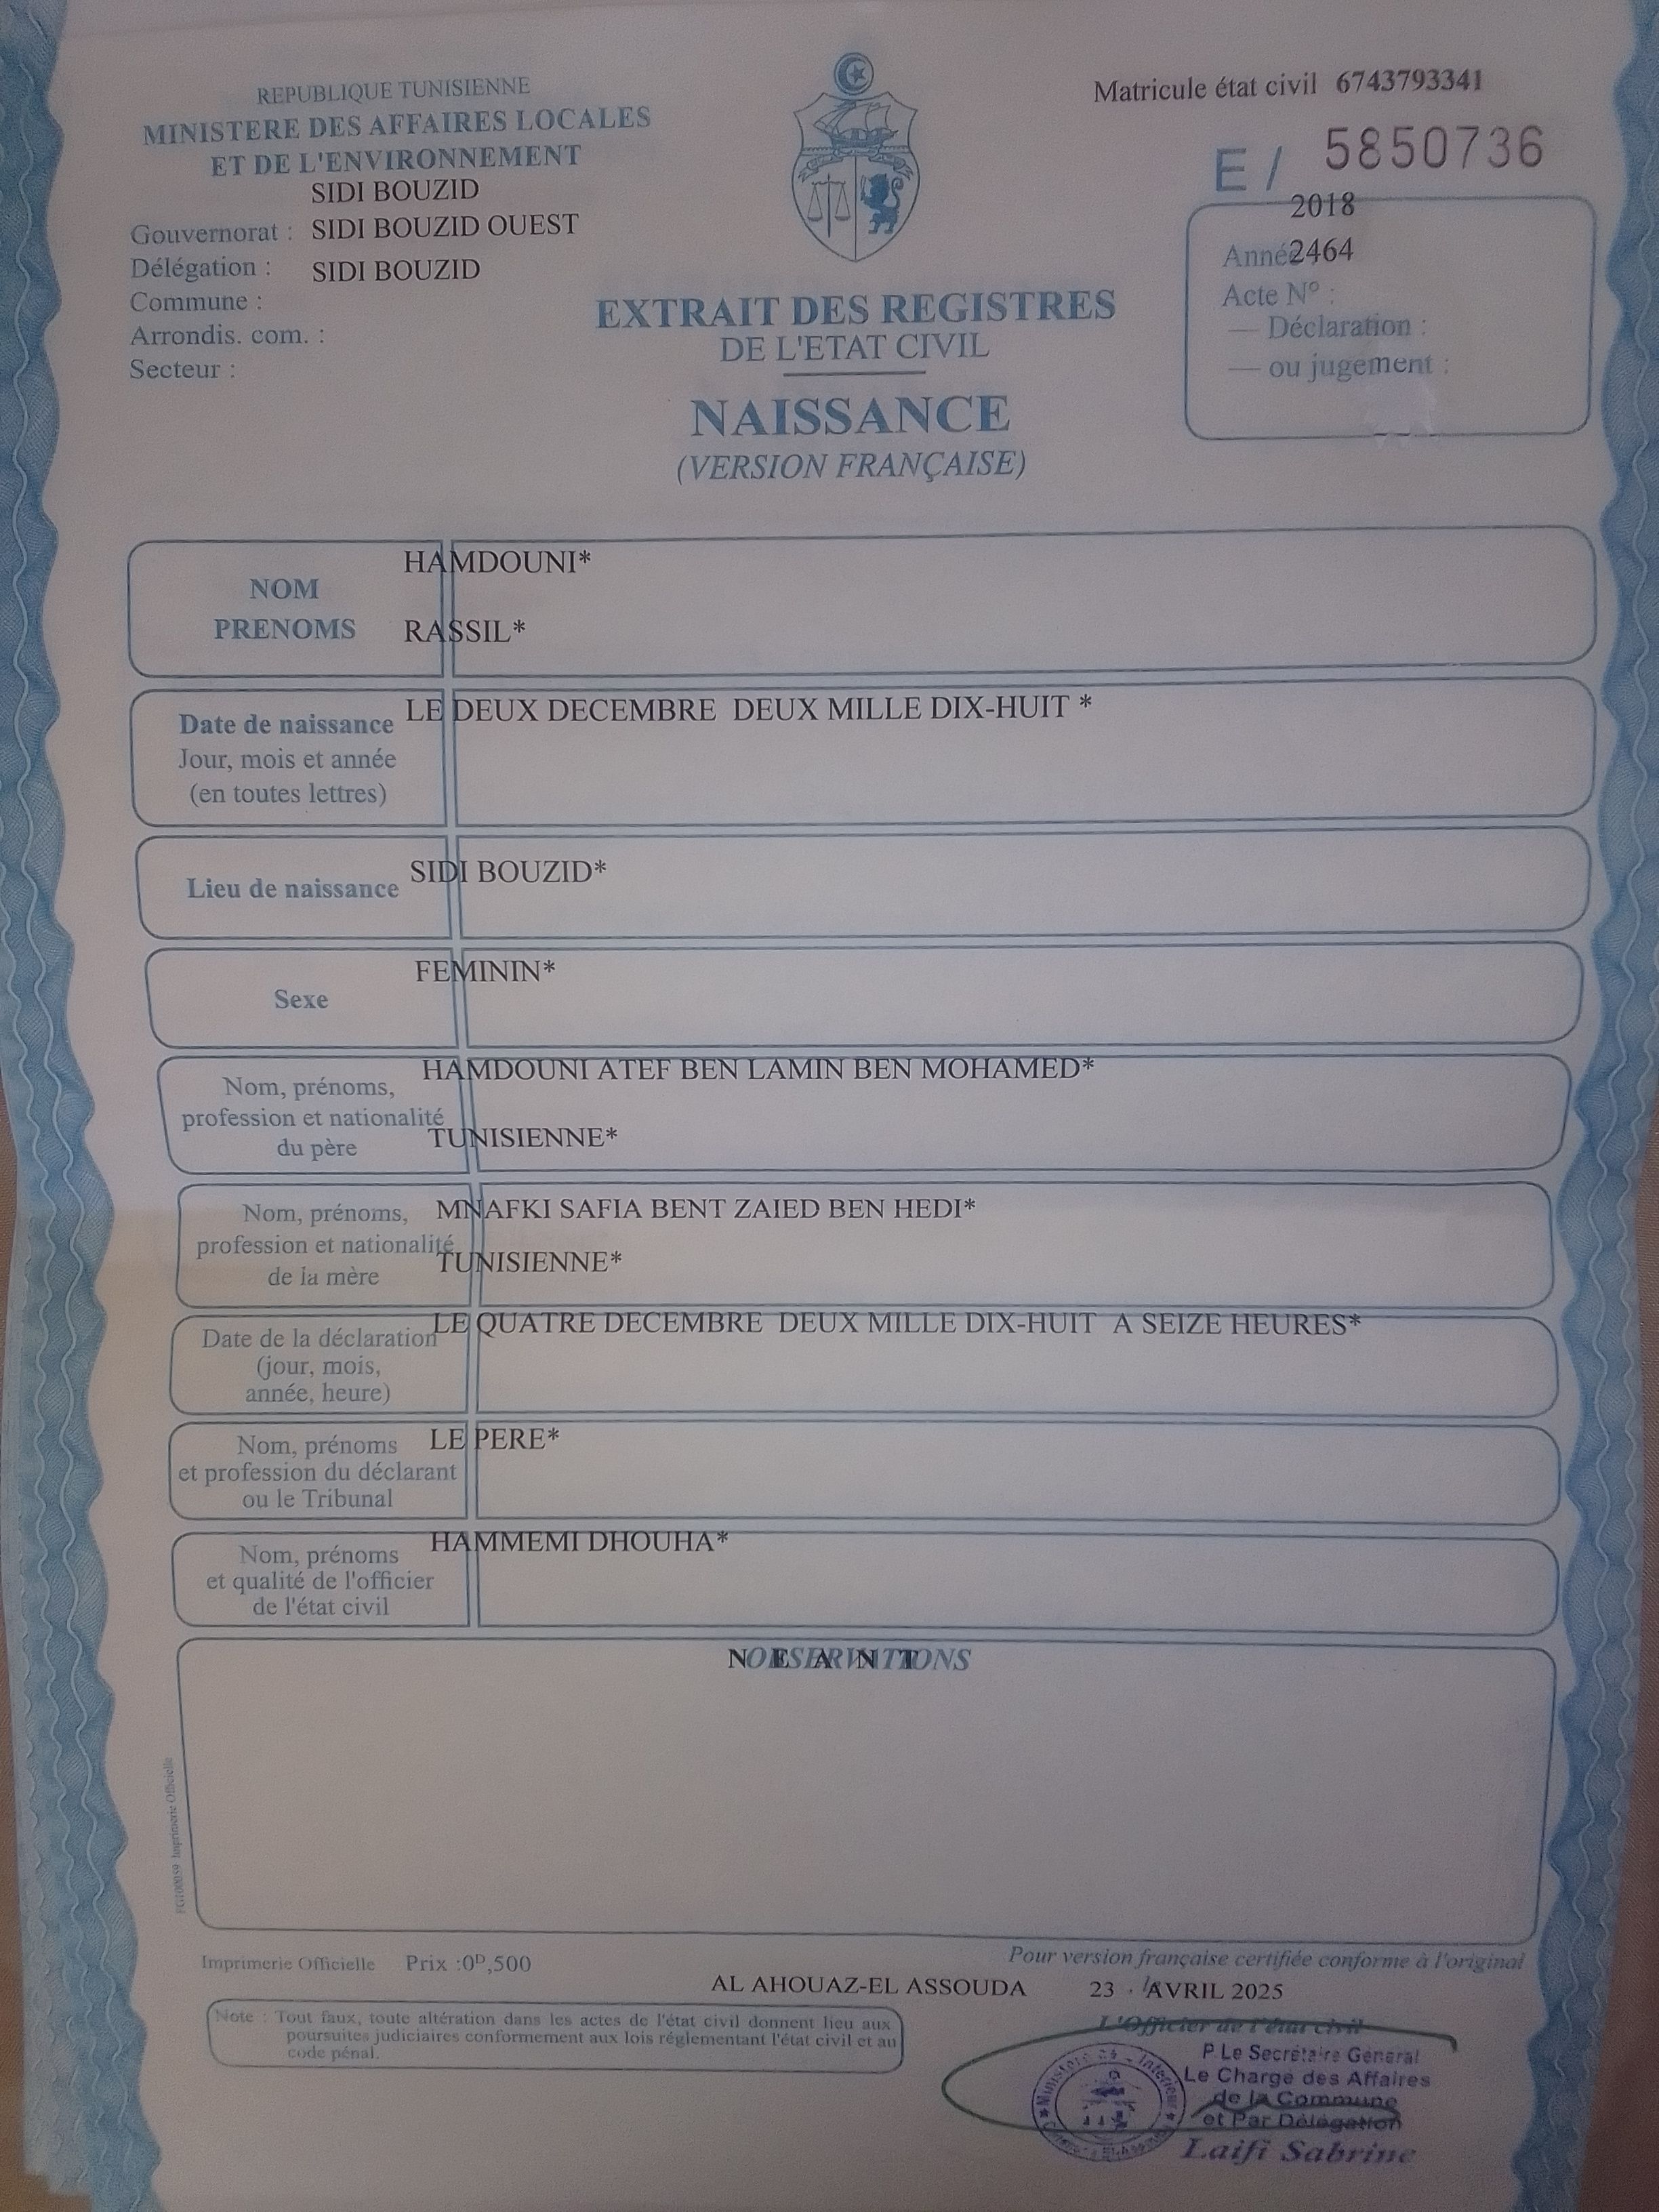 REPUBLIQUE TUNISIENNE
MINISTERE DES AFFAIRES LOCALES
ET DE L'ENVIRONNEMENT
SIDI BOUZID
Gouvernorat : SIDI BOUZID OUEST
Délégation : SIDI BOUZID
Commune :
Arrondis. com. :
Secteur :
Matricule état civil 6743793341
E / 5850736
2018
Année 2464
Acte Nº :
— Déclaration :
— ou jugement :
EXTRAIT DES REGISTRES
DE L'ETAT CIVIL
NAISSANCE
(VERSION FRANÇAISE)
NOM HAMDOUNI*
PRENOMS RASSIL*
Date de naissance LE DEUX DECEMBRE DEUX MILLE DIX-HUIT *
Jour, mois et année
(en toutes lettres)
Lieu de naissance SIDI BOUZID*
Sexe FEMININ*
HAMDOUNI ATEF BEN LAMIN BEN MOHAMED*
Nom, prénoms,
profession et nationalité
du père TUNISIENNE*
Nom, prénoms, MNAFKI SAFIA BENT ZAIED BEN HEDI*
profession et nationalité
TUNISIENNE*
de la mère
Date de la déclaration LE QUATRE DECEMBRE DEUX MILLE DIX-HUIT A SEIZE HEURES*
(jour, mois,
année, heure)
Nom, prénoms LE PERE*
et profession du déclarant
ou le Tribunal
Nom, prénoms HAMMEMI DHOUHA*
et qualité de l'officier
de l'état civil
OBSERVATIONS
N E A N T
FG100059 Imprimerie Officielle
Imprimerie Officielle Prix :0ᴰ,500
Pour version française certifiée conforme à l'original
AL AHOUAZ-EL ASSOUDA 23 AVRIL 2025
Note : Tout faux, toute altération dans les actes de l'état civil donnent lieu aux
poursuites judiciaires conformement aux lois réglementant l'état civil et au
code pénal.
L'Officier de l'état civil
P.Le Secrétaire Général
Le Chargé des Affaires
de la Commune
et Par Délégation
Laifi Sabrine